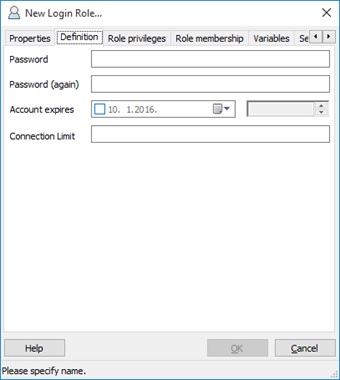 New Login Role...
Properties Definition Role privileges Role membership Variables Se
Password
Password (again)
Account expires 10. 1.2016.
Connection Limit
Help OK Cancel
Please specify name.